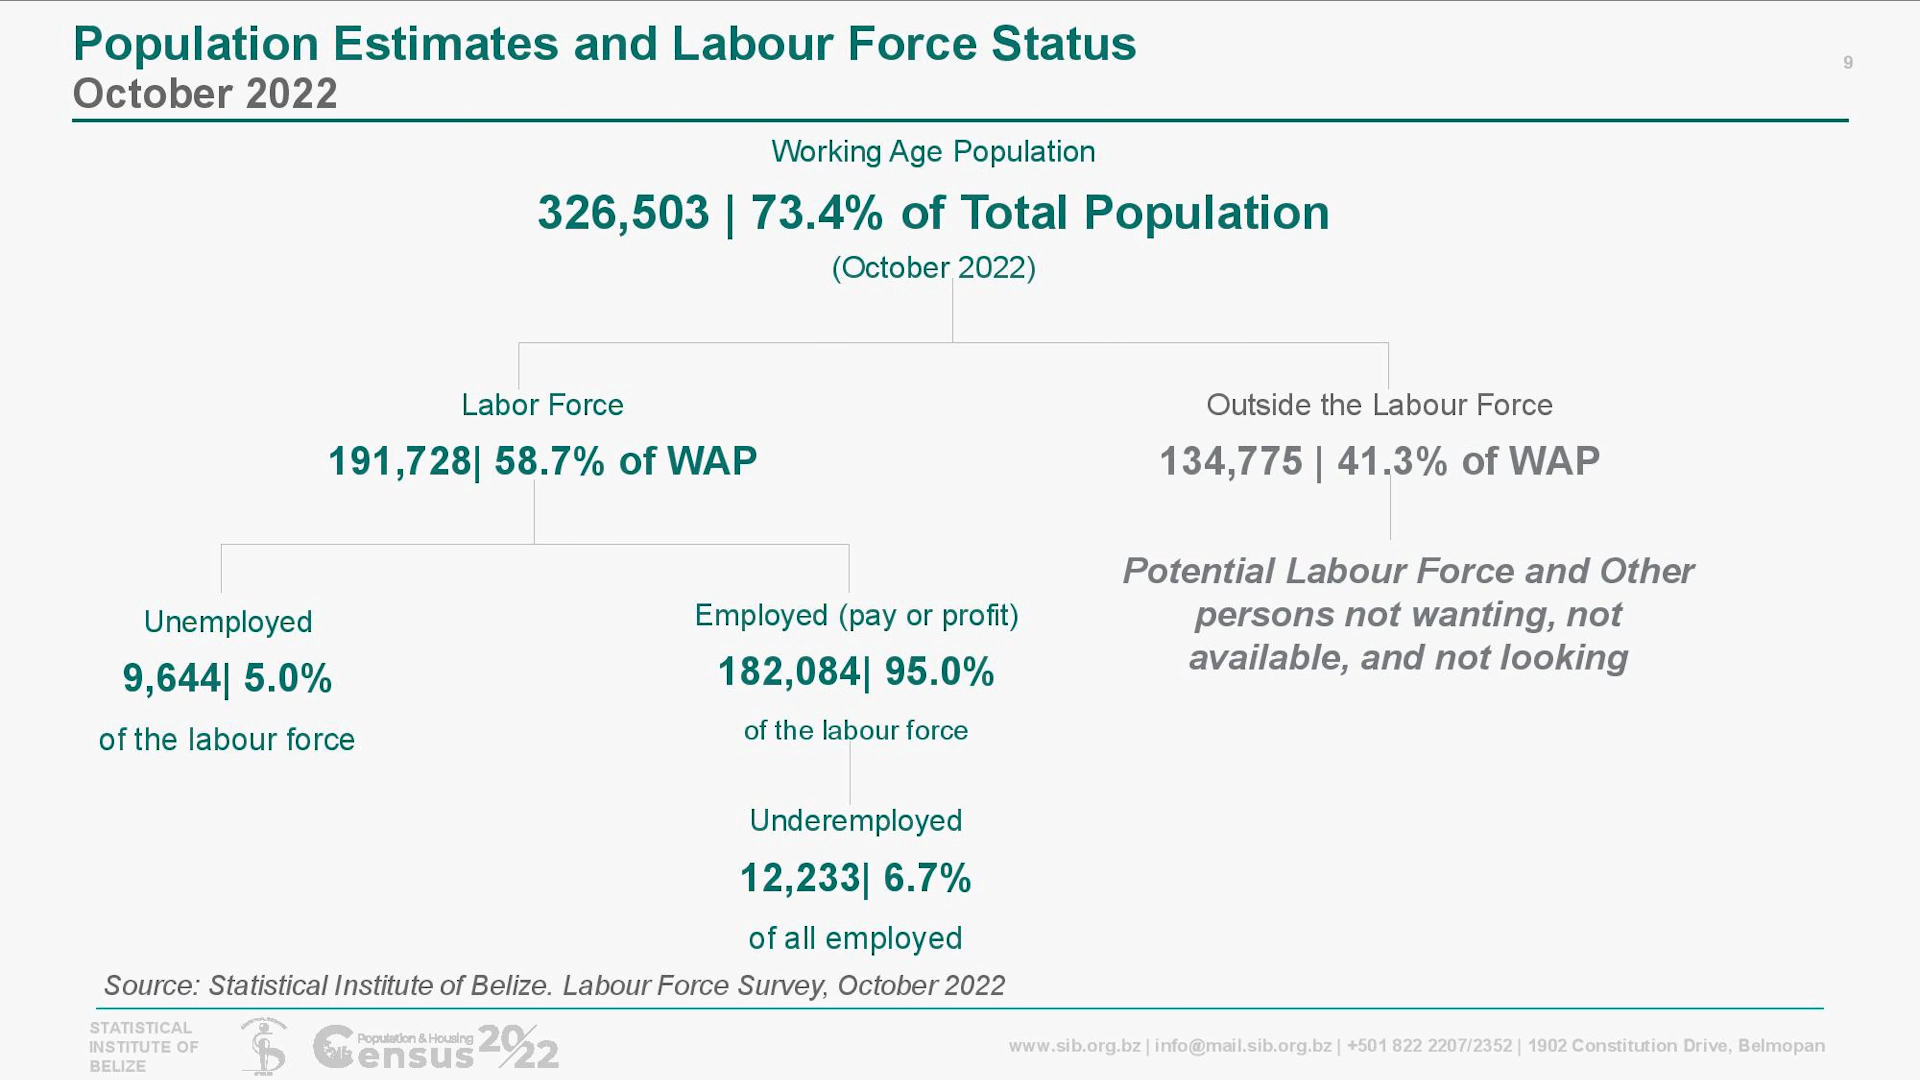 Population Estimates and Labour Force Status
October 2022
9
Working Age Population
326,503 | 73.4% of Total Population
(October 2022)
Labor Force
191,728| 58.7% of WAP
Outside the Labour Force
134,775 | 41.3% of WAP
Potential Labour Force and Other
persons not wanting, not
available, and not looking
Unemployed
9,644| 5.0%
of the labour force
Employed (pay or profit)
182,084| 95.0%
of the labour force
Underemployed
12,233| 6.7%
of all employed
Source: Statistical Institute of Belize. Labour Force Survey, October 2022
STATISTICAL
INSTITUTE OF
BELIZE
Population & Housing
Census 2022
www.sib.org.bz | info@mail.sib.org.bz | +501 822 2207/2352 | 1902 Constitution Drive, Belmopan